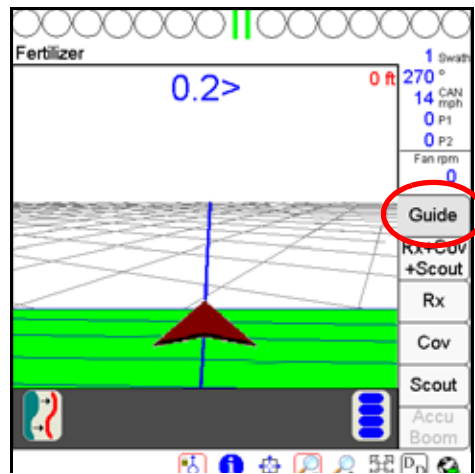 Fertilizer
0.2>
0 ft
1 Swath
270 °
14 CAN mph
0 P1
0 P2
Fan rpm
0
Guide
Rx+Cov
+Scout
Rx
Cov
Scout
Accu
Boom